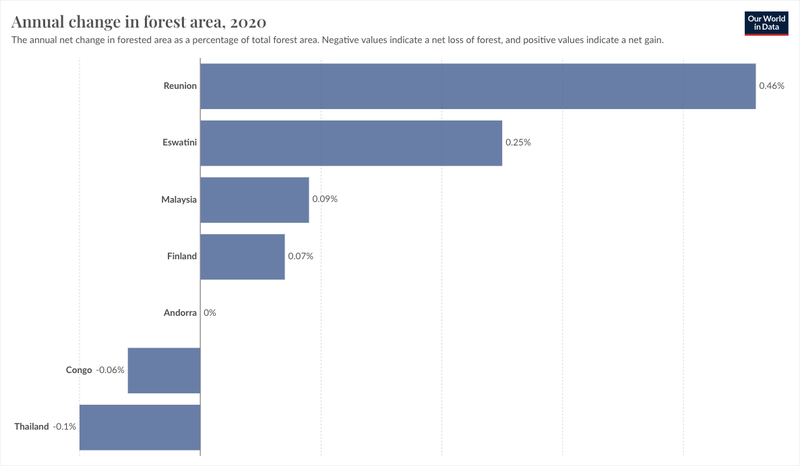 Annual change in forest area, 2020
Our World
in Data
The annual net change in forested area as a percentage of total forest area. Negative values indicate a net loss of forest, and positive values indicate a net gain.
Reunion 0.46%
Eswatini 0.25%
Malaysia 0.09%
Finland 0.07%
Andorra 0%
Congo -0.06%
Thailand -0.1%